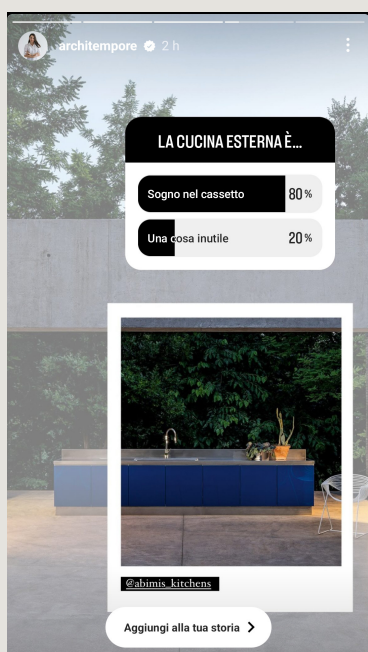 architempore 2 h
LA CUCINA ESTERNA È...
Sogno nel cassetto 80%
Una cosa inutile 20%
@abimis_kitchens
Aggiungi alla tua storia